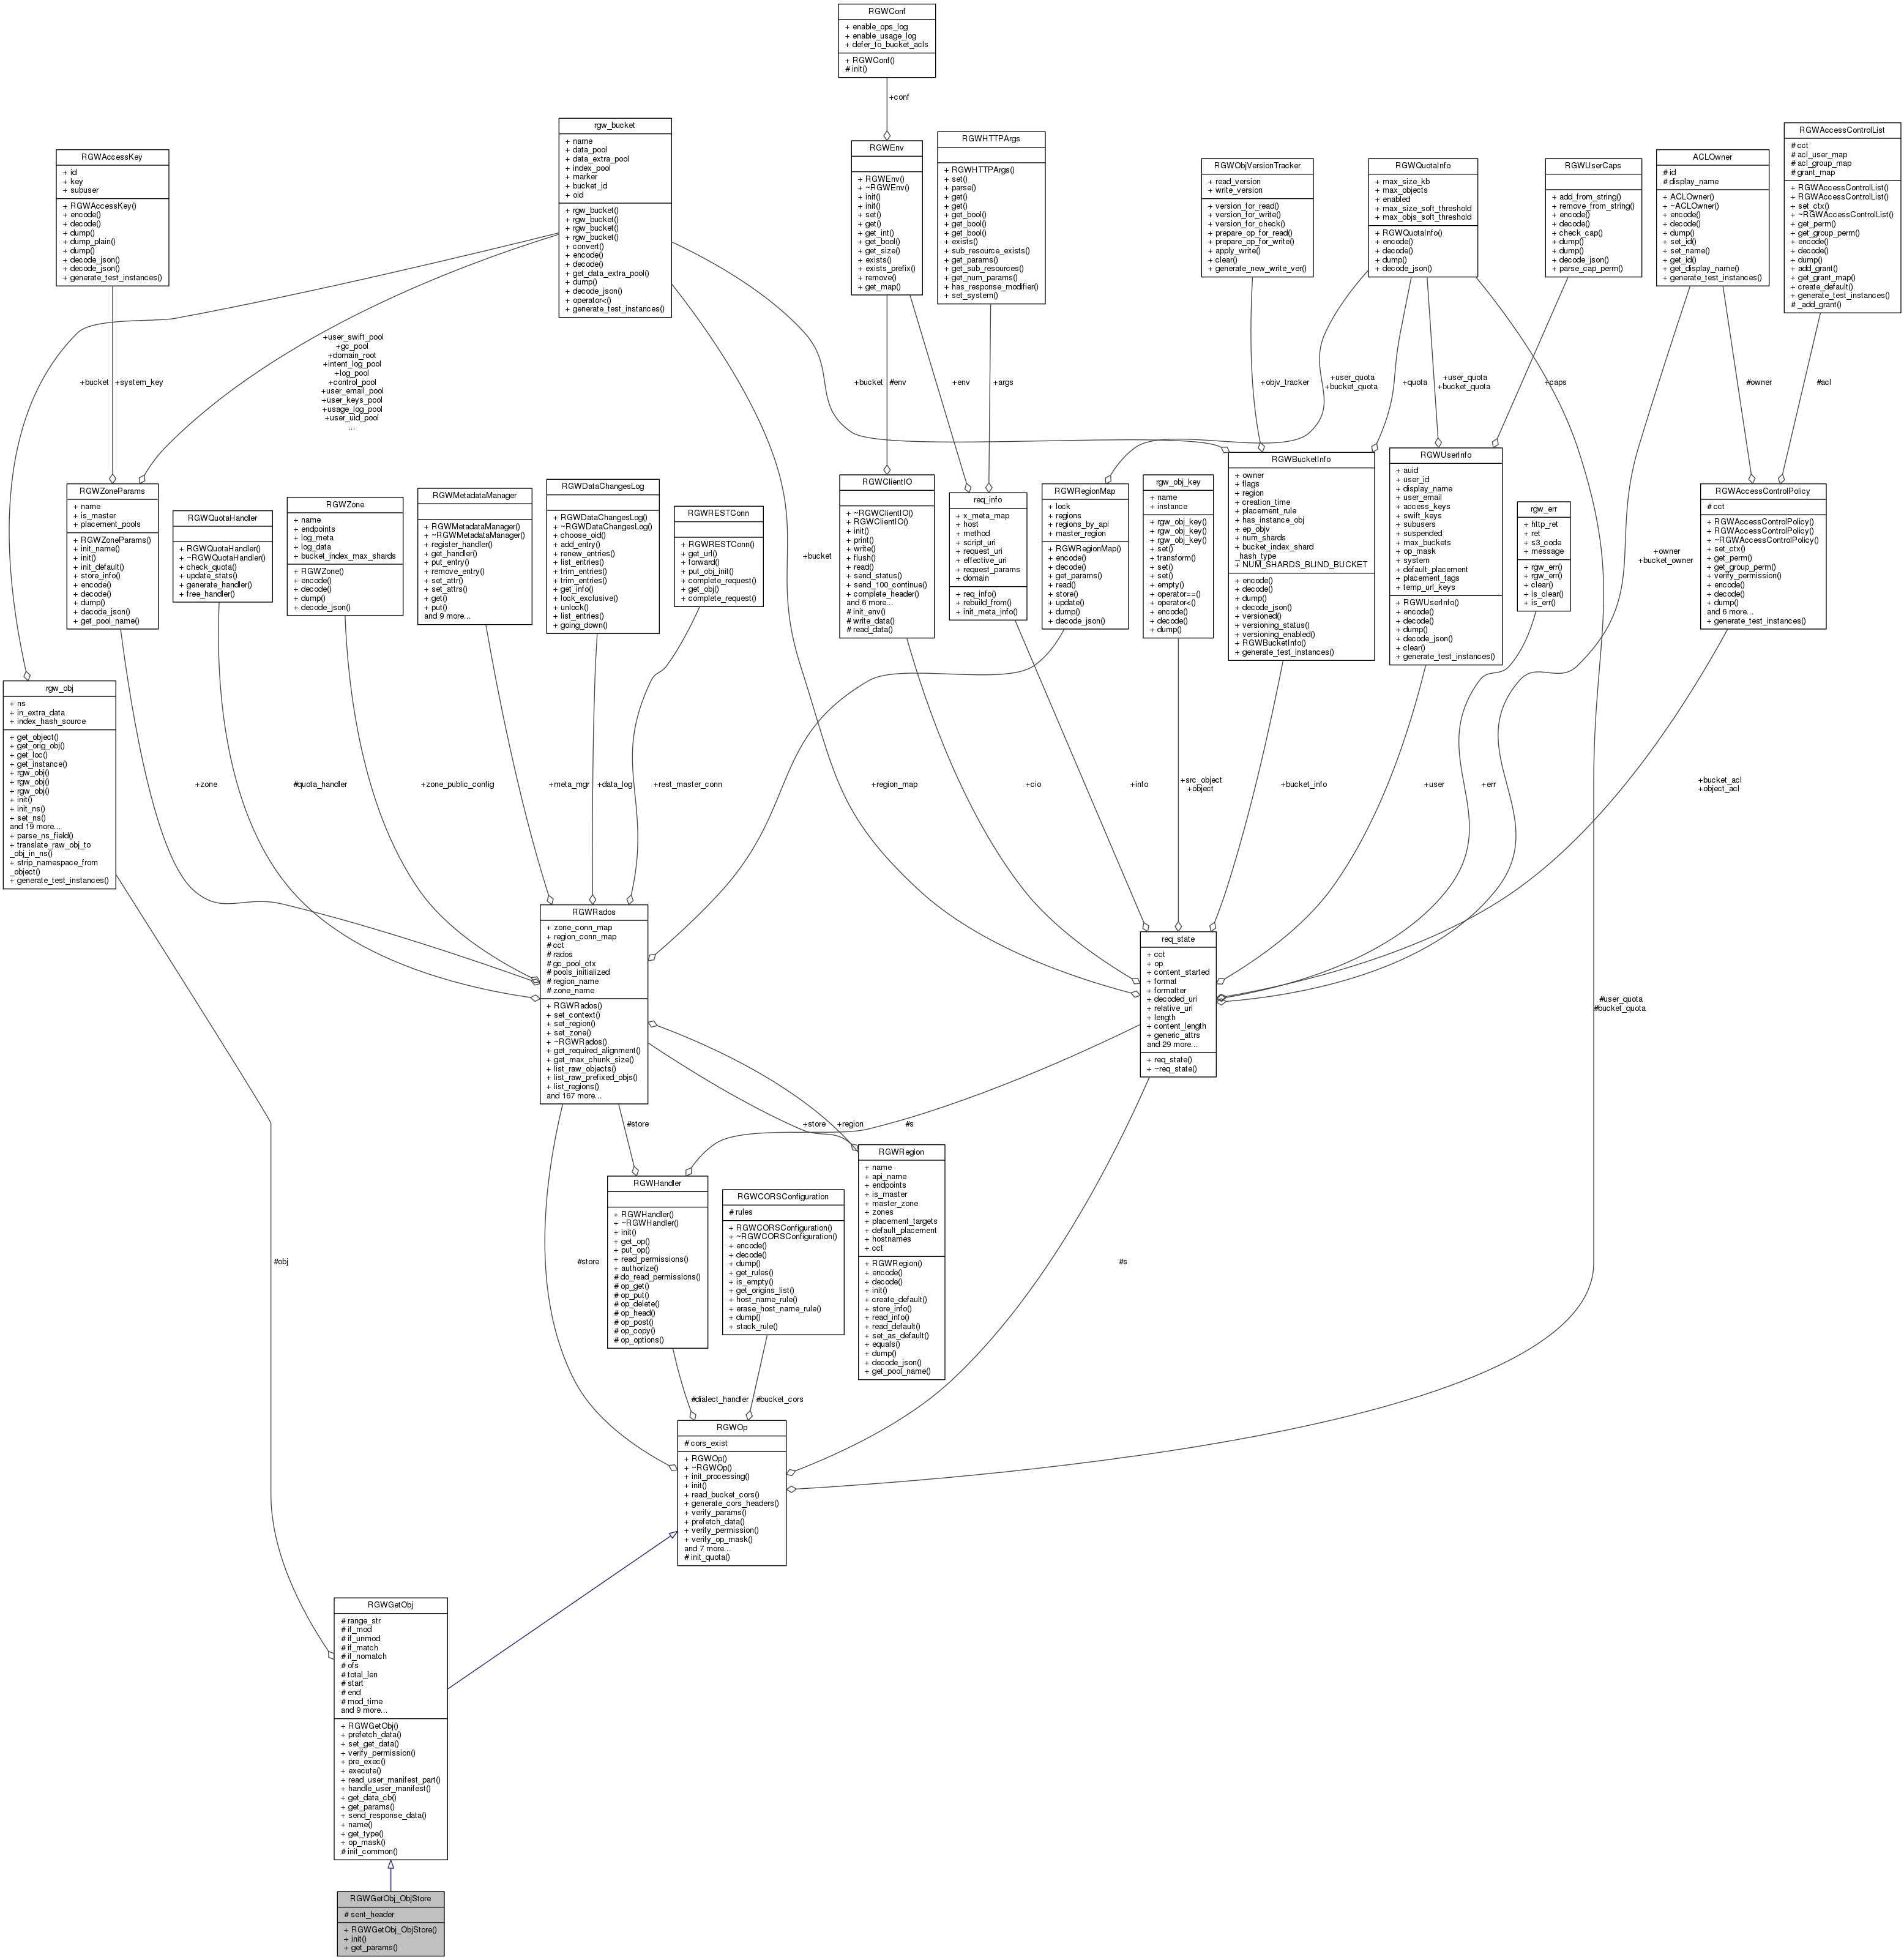 RGWConf
+ enable_ops_log
+ enable_usage_log
+ defer_to_bucket_acls
+ RGWConf()
# init()
+conf
RGWAccessKey
+ id
+ key
+ subuser
+ RGWAccessKey()
+ encode()
+ decode()
+ dump()
+ dump_plain()
+ dump()
+ decode_json()
+ decode_json()
+ generate_test_instances()
rgw_bucket
+ name
+ data_pool
+ data_extra_pool
+ index_pool
+ marker
+ bucket_id
+ oid
+ rgw_bucket()
+ rgw_bucket()
+ rgw_bucket()
+ rgw_bucket()
+ convert()
+ encode()
+ decode()
+ get_data_extra_pool()
+ dump()
+ decode_json()
+ operator<()
+ generate_test_instances()
RGWEnv
+ RGWEnv()
+ ~RGWEnv()
+ init()
+ init()
+ set()
+ get()
+ get_int()
+ get_bool()
+ get_size()
+ exists()
+ exists_prefix()
+ remove()
+ get_map()
RGWHTTPArgs
+ RGWHTTPArgs()
+ set()
+ parse()
+ get()
+ get()
+ get_bool()
+ get_bool()
+ get_bool()
+ exists()
+ sub_resource_exists()
+ get_params()
+ get_sub_resources()
+ get_num_params()
+ has_response_modifier()
+ set_system()
RGWObjVersionTracker
+ read_version
+ write_version
+ version_for_read()
+ version_for_write()
+ version_for_check()
+ prepare_op_for_read()
+ prepare_op_for_write()
+ apply_write()
+ clear()
+ generate_new_write_ver()
RGWQuotaInfo
+ max_size_kb
+ max_objects
+ enabled
+ max_size_soft_threshold
+ max_objs_soft_threshold
+ RGWQuotaInfo()
+ encode()
+ decode()
+ dump()
+ decode_json()
RGWUserCaps
+ add_from_string()
+ remove_from_string()
+ encode()
+ decode()
+ check_cap()
+ dump()
+ dump()
+ decode_json()
+ parse_cap_perm()
ACLOwner
# id
# display_name
+ ACLOwner()
+ ~ACLOwner()
+ encode()
+ decode()
+ dump()
+ set_id()
+ set_name()
+ get_id()
+ get_display_name()
+ generate_test_instances()
RGWAccessControlList
# cct
# acl_user_map
# acl_group_map
# grant_map
+ RGWAccessControlList()
+ RGWAccessControlList()
+ set_ctx()
+ ~RGWAccessControlList()
+ get_perm()
+ get_group_perm()
+ encode()
+ decode()
+ dump()
+ add_grant()
+ get_grant_map()
+ create_default()
+ generate_test_instances()
# _add_grant()
+bucket
+system_key
+user_swift_pool
+gc_pool
+domain_root
+intent_log_pool
+log_pool
+control_pool
+user_email_pool
+user_keys_pool
+usage_log_pool
+user_uid_pool
...
+bucket
#env
+env
+args
+objv_tracker
+user_quota
+bucket_quota
+quota
+user_quota
+bucket_quota
+caps
#owner
#acl
RGWZoneParams
+ name
+ is_master
+ placement_pools
+ RGWZoneParams()
+ init_name()
+ init()
+ init_default()
+ store_info()
+ encode()
+ decode()
+ dump()
+ decode_json()
+ get_pool_name()
RGWQuotaHandler
+ RGWQuotaHandler()
+ ~RGWQuotaHandler()
+ check_quota()
+ update_stats()
+ generate_handler()
+ free_handler()
RGWZone
+ name
+ endpoints
+ log_meta
+ log_data
+ bucket_index_max_shards
+ RGWZone()
+ encode()
+ decode()
+ dump()
+ decode_json()
RGWMetadataManager
+ RGWMetadataManager()
+ ~RGWMetadataManager()
+ register_handler()
+ get_handler()
+ put_entry()
+ remove_entry()
+ set_attr()
+ set_attrs()
+ get()
+ put()
and 9 more...
RGWDataChangesLog
+ RGWDataChangesLog()
+ ~RGWDataChangesLog()
+ choose_oid()
+ add_entry()
+ renew_entries()
+ list_entries()
+ trim_entries()
+ trim_entries()
+ get_info()
+ lock_exclusive()
+ unlock()
+ list_entries()
+ going_down()
RGWRESTConn
+ RGWRESTConn()
+ get_url()
+ forward()
+ put_obj_init()
+ complete_request()
+ get_obj()
+ complete_request()
+bucket
RGWClientIO
+ ~RGWClientIO()
+ RGWClientIO()
+ init()
+ print()
+ write()
+ flush()
+ read()
+ send_status()
+ send_100_continue()
+ complete_header()
and 6 more...
# init_env()
# write_data()
# read_data()
req_info
+ x_meta_map
+ host
+ method
+ script_uri
+ request_uri
+ effective_uri
+ request_params
+ domain
+ req_info()
+ rebuild_from()
+ init_meta_info()
RGWRegionMap
+ lock
+ regions
+ regions_by_api
+ master_region
+ RGWRegionMap()
+ encode()
+ decode()
+ get_params()
+ read()
+ store()
+ update()
+ dump()
+ decode_json()
rgw_obj_key
+ name
+ instance
+ rgw_obj_key()
+ rgw_obj_key()
+ rgw_obj_key()
+ set()
+ transform()
+ set()
+ set()
+ empty()
+ operator==()
+ operator<()
+ encode()
+ decode()
+ dump()
RGWBucketInfo
+ owner
+ flags
+ region
+ creation_time
+ placement_rule
+ has_instance_obj
+ ep_objv
+ num_shards
+ bucket_index_shard
_hash_type
+ NUM_SHARDS_BLIND_BUCKET
+ encode()
+ decode()
+ dump()
+ decode_json()
+ versioned()
+ versioning_status()
+ versioning_enabled()
+ RGWBucketInfo()
+ generate_test_instances()
RGWUserInfo
+ auid
+ user_id
+ display_name
+ user_email
+ access_keys
+ swift_keys
+ subusers
+ suspended
+ max_buckets
+ op_mask
+ system
+ default_placement
+ placement_tags
+ temp_url_keys
+ RGWUserInfo()
+ encode()
+ decode()
+ dump()
+ decode_json()
+ clear()
+ generate_test_instances()
rgw_err
+ http_ret
+ ret
+ s3_code
+ message
+ rgw_err()
+ rgw_err()
+ clear()
+ is_clear()
+ is_err()
+owner
+bucket_owner
RGWAccessControlPolicy
# cct
+ RGWAccessControlPolicy()
+ RGWAccessControlPolicy()
+ ~RGWAccessControlPolicy()
+ set_ctx()
+ get_perm()
+ get_group_perm()
+ verify_permission()
+ encode()
+ decode()
+ dump()
and 6 more...
+ generate_test_instances()
rgw_obj
+ ns
+ in_extra_data
+ index_hash_source
+ get_object()
+ get_orig_obj()
+ get_loc()
+ get_instance()
+ rgw_obj()
+ rgw_obj()
+ rgw_obj()
+ init()
+ init_ns()
+ set_ns()
and 19 more...
+ parse_ns_field()
+ translate_raw_obj_to
_obj_in_ns()
+ strip_namespace_from
_object()
+ generate_test_instances()
+zone
#quota_handler
+zone_public_config
+meta_mgr
+data_log
+rest_master_conn
+region_map
+cio
+info
+src_object
+object
+bucket_info
+user
+err
+bucket_acl
+object_acl
RGWRados
+ zone_conn_map
+ region_conn_map
# cct
# rados
# gc_pool_ctx
# pools_initialized
# region_name
# zone_name
+ RGWRados()
+ set_context()
+ set_region()
+ set_zone()
+ ~RGWRados()
+ get_required_alignment()
+ get_max_chunk_size()
+ list_raw_objects()
+ list_raw_prefixed_objs()
+ list_regions()
and 167 more...
req_state
+ cct
+ op
+ content_started
+ format
+ formatter
+ decoded_uri
+ relative_uri
+ length
+ content_length
+ generic_attrs
and 29 more...
+ req_state()
+ ~req_state()
#user_quota
#bucket_quota
#store
+store
+region
#s
RGWHandler
+ RGWHandler()
+ ~RGWHandler()
+ init()
+ get_op()
+ put_op()
+ read_permissions()
+ authorize()
# do_read_permissions()
# op_get()
# op_put()
# op_delete()
# op_head()
# op_post()
# op_copy()
# op_options()
RGWCORSConfiguration
# rules
+ RGWCORSConfiguration()
+ ~RGWCORSConfiguration()
+ encode()
+ decode()
+ dump()
+ get_rules()
+ is_empty()
+ get_origins_list()
+ host_name_rule()
+ erase_host_name_rule()
+ dump()
+ stack_rule()
RGWRegion
+ name
+ api_name
+ endpoints
+ is_master
+ master_zone
+ zones
+ placement_targets
+ default_placement
+ hostnames
+ cct
+ RGWRegion()
+ encode()
+ decode()
+ init()
+ create_default()
+ store_info()
+ read_info()
+ read_default()
+ set_as_default()
+ equals()
+ dump()
+ decode_json()
+ get_pool_name()
#obj
#store
#s
#dialect_handler
#bucket_cors
RGWOp
# cors_exist
+ RGWOp()
+ ~RGWOp()
+ init_processing()
+ init()
+ read_bucket_cors()
+ generate_cors_headers()
+ verify_params()
+ prefetch_data()
+ verify_permission()
+ verify_op_mask()
and 7 more...
# init_quota()
RGWGetObj
# range_str
# if_mod
# if_unmod
# if_match
# if_nomatch
# ofs
# total_len
# start
# end
# mod_time
and 9 more...
+ RGWGetObj()
+ prefetch_data()
+ set_get_data()
+ verify_permission()
+ pre_exec()
+ execute()
+ read_user_manifest_part()
+ handle_user_manifest()
+ get_data_cb()
+ get_params()
+ send_response_data()
+ name()
+ get_type()
+ op_mask()
# init_common()
RGWGetObj_ObjStore
# sent_header
+ RGWGetObj_ObjStore()
+ init()
+ get_params()